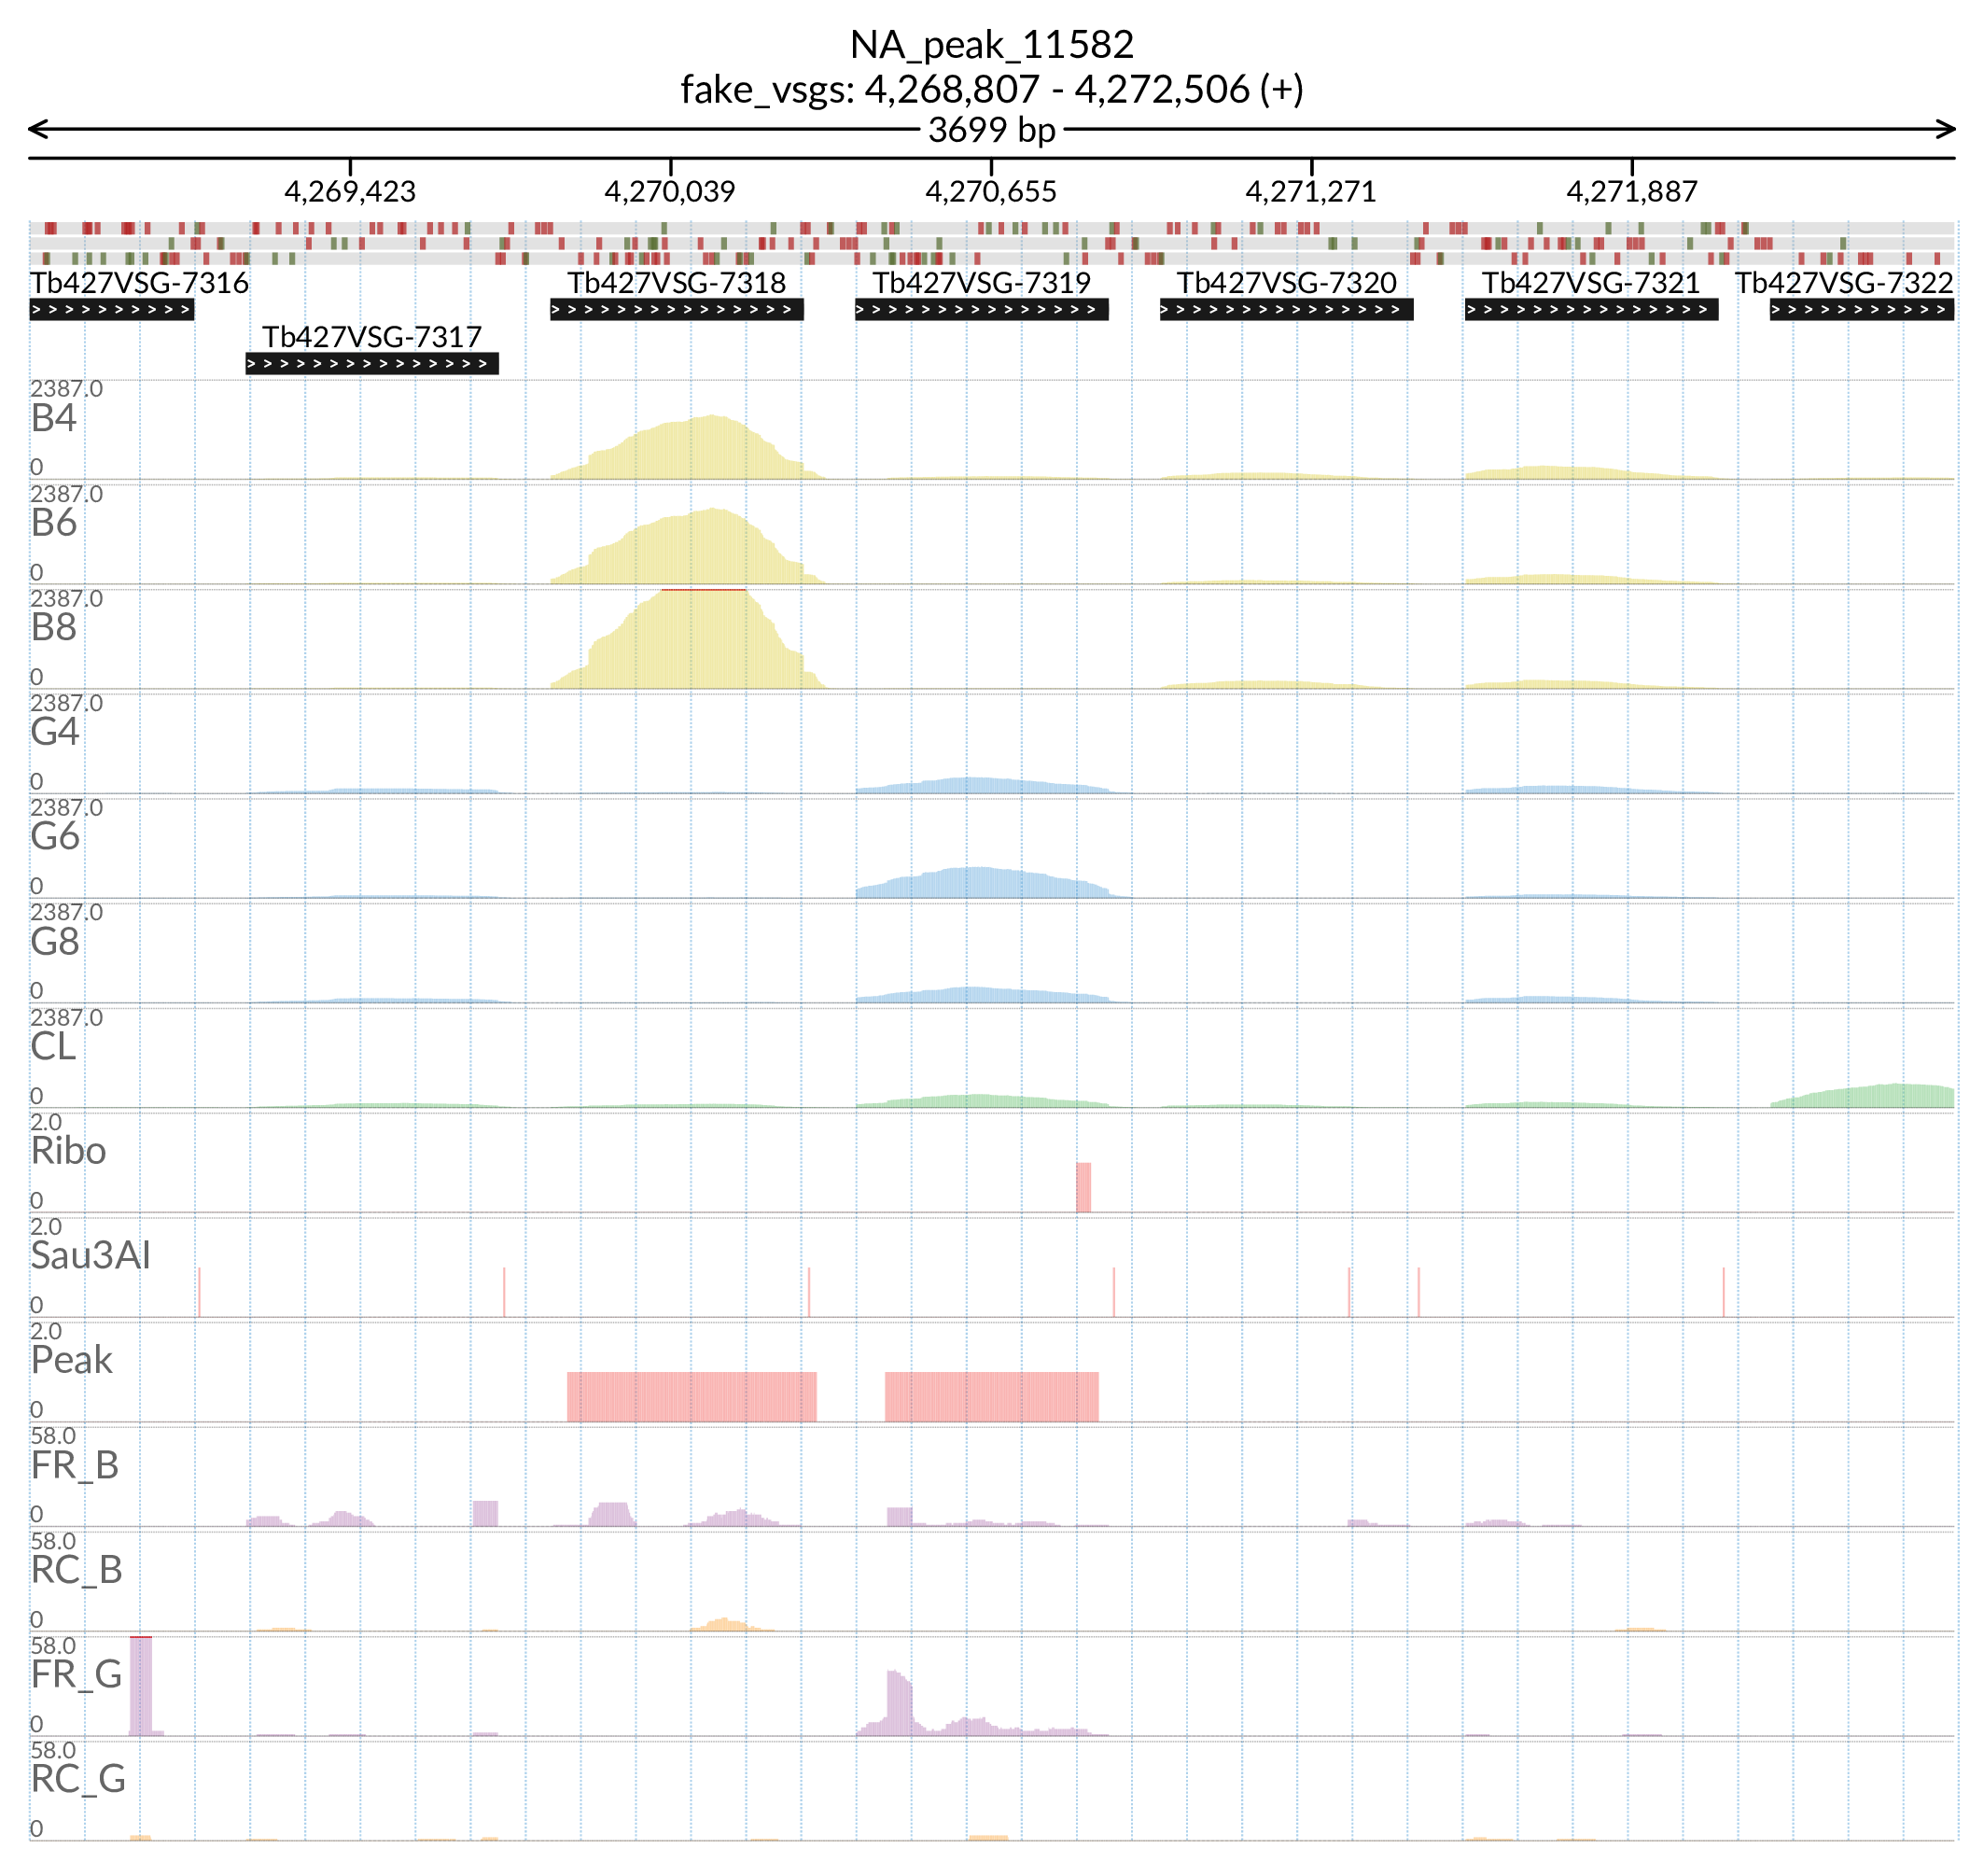 NA_peak_11582
fake_vsgs: 4,268,807 - 4,272,506 (+)
3699 bp
4,269,423 4,270,039 4,270,655 4,271,271 4,271,887
Tb427VSG-7316 Tb427VSG-7318 Tb427VSG-7319 Tb427VSG-7320 Tb427VSG-7321 Tb427VSG-7322
Tb427VSG-7317
2387.0
B4
0
2387.0
B6
0
2387.0
B8
0
2387.0
G4
0
2387.0
G6
0
2387.0
G8
0
2387.0
CL
0
2.0
Ribo
0
2.0
Sau3AI
0
2.0
Peak
0
58.0
FR_B
0
58.0
RC_B
0
58.0
FR_G
0
58.0
RC_G
0